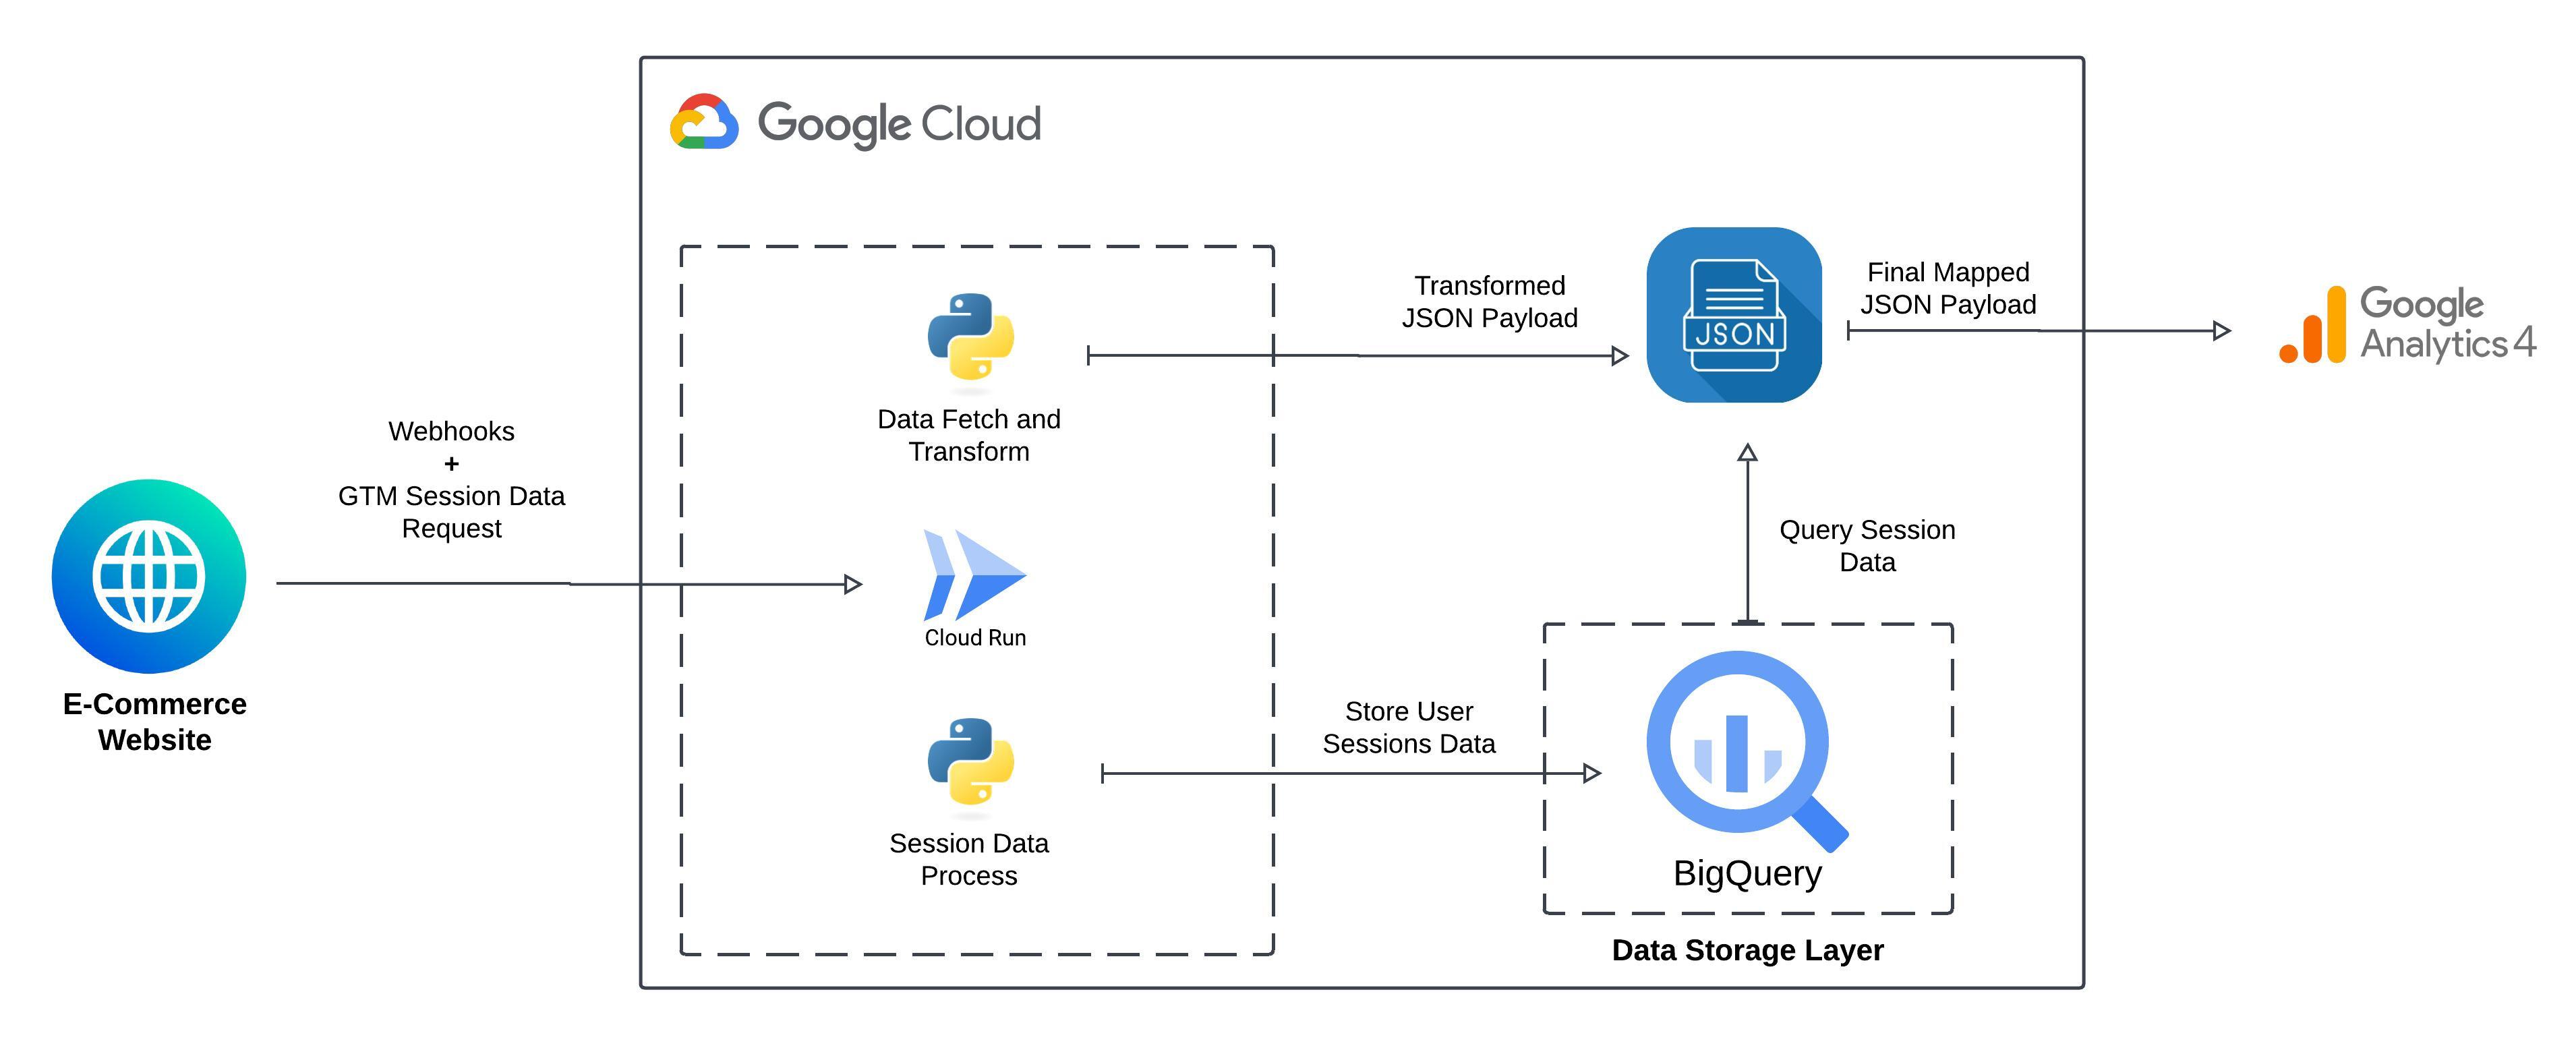 Google Cloud
Transformed
JSON Payload
JSON
Final Mapped
JSON Payload
Google
Analytics 4
Data Fetch and
Transform
Webhooks
+
GTM Session Data
Request
Cloud Run
Query Session
Data
E-Commerce
Website
Store User
Sessions Data
Session Data
Process
BigQuery
Data Storage Layer